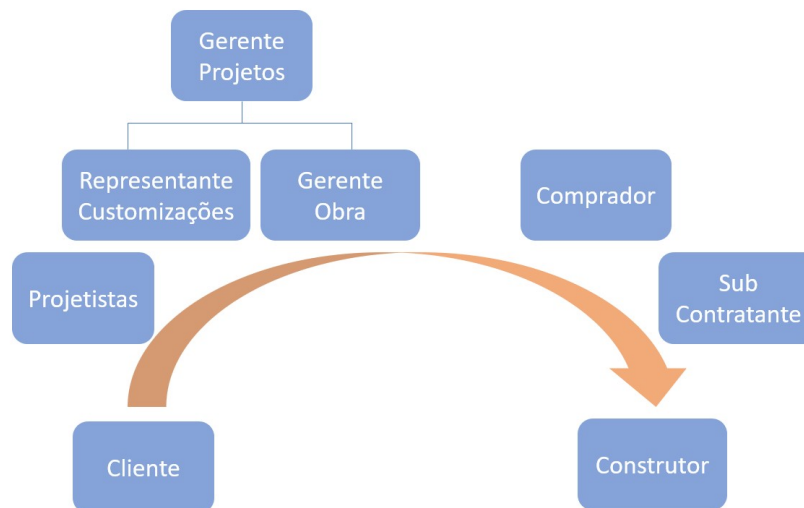 Gerente
Projetos
Representante
Customizações
Gerente
Obra
Comprador
Projetistas
Sub
Contratante
Cliente
Construtor